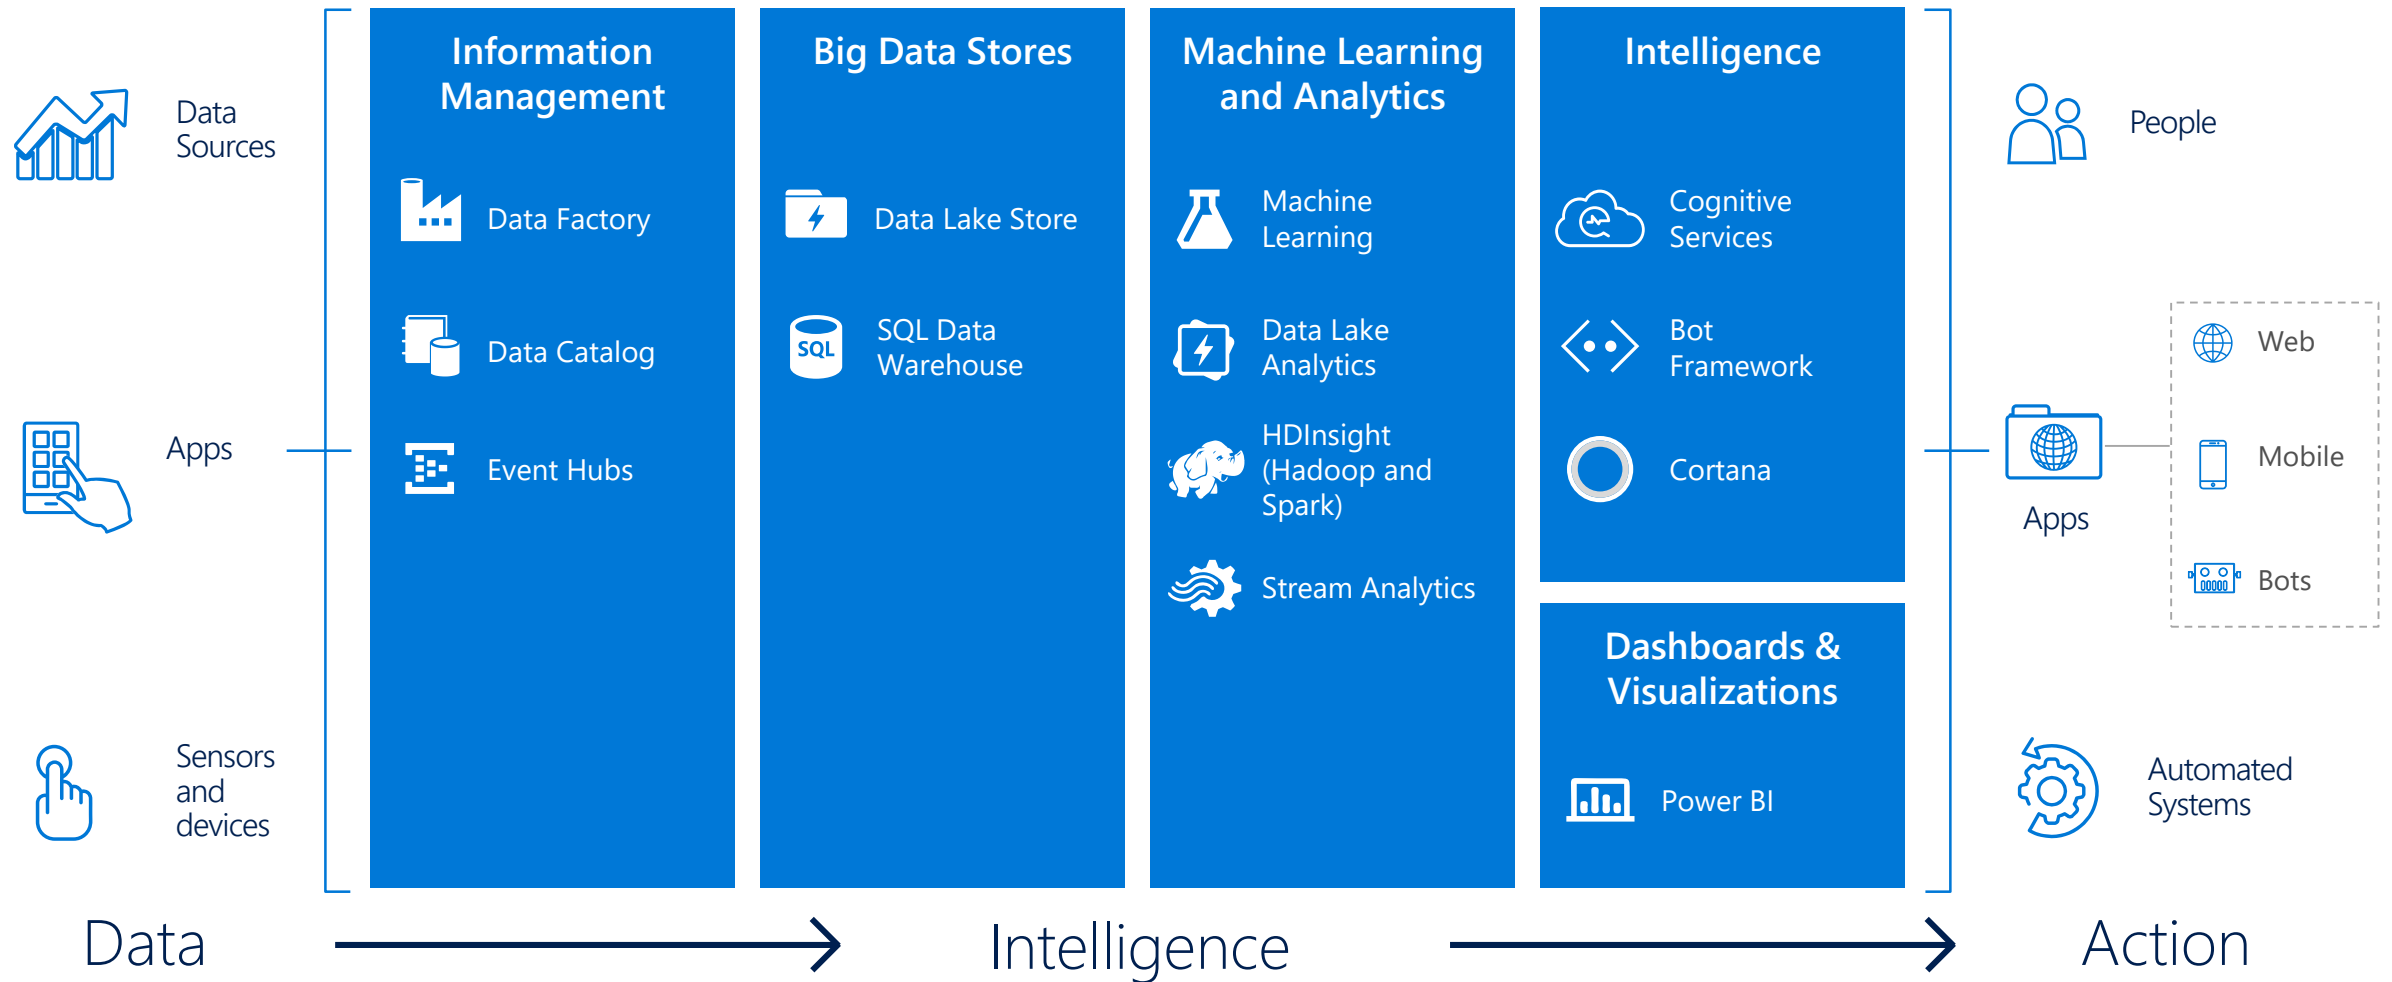 Data
Sources
Apps
Sensors
and
devices
Information
Management
Data Factory
Data Catalog
Event Hubs
Big Data Stores
Data Lake Store
SQL
SQL Data
Warehouse
Machine Learning
and Analytics
Machine
Learning
Data Lake
Analytics
HDInsight
(Hadoop and
Spark)
Stream Analytics
Intelligence
Cognitive
Services
Bot
Framework
Cortana
Dashboards &
Visualizations
Power BI
People
Apps
Web
Mobile
Bots
Automated
Systems
Data
Intelligence
Action